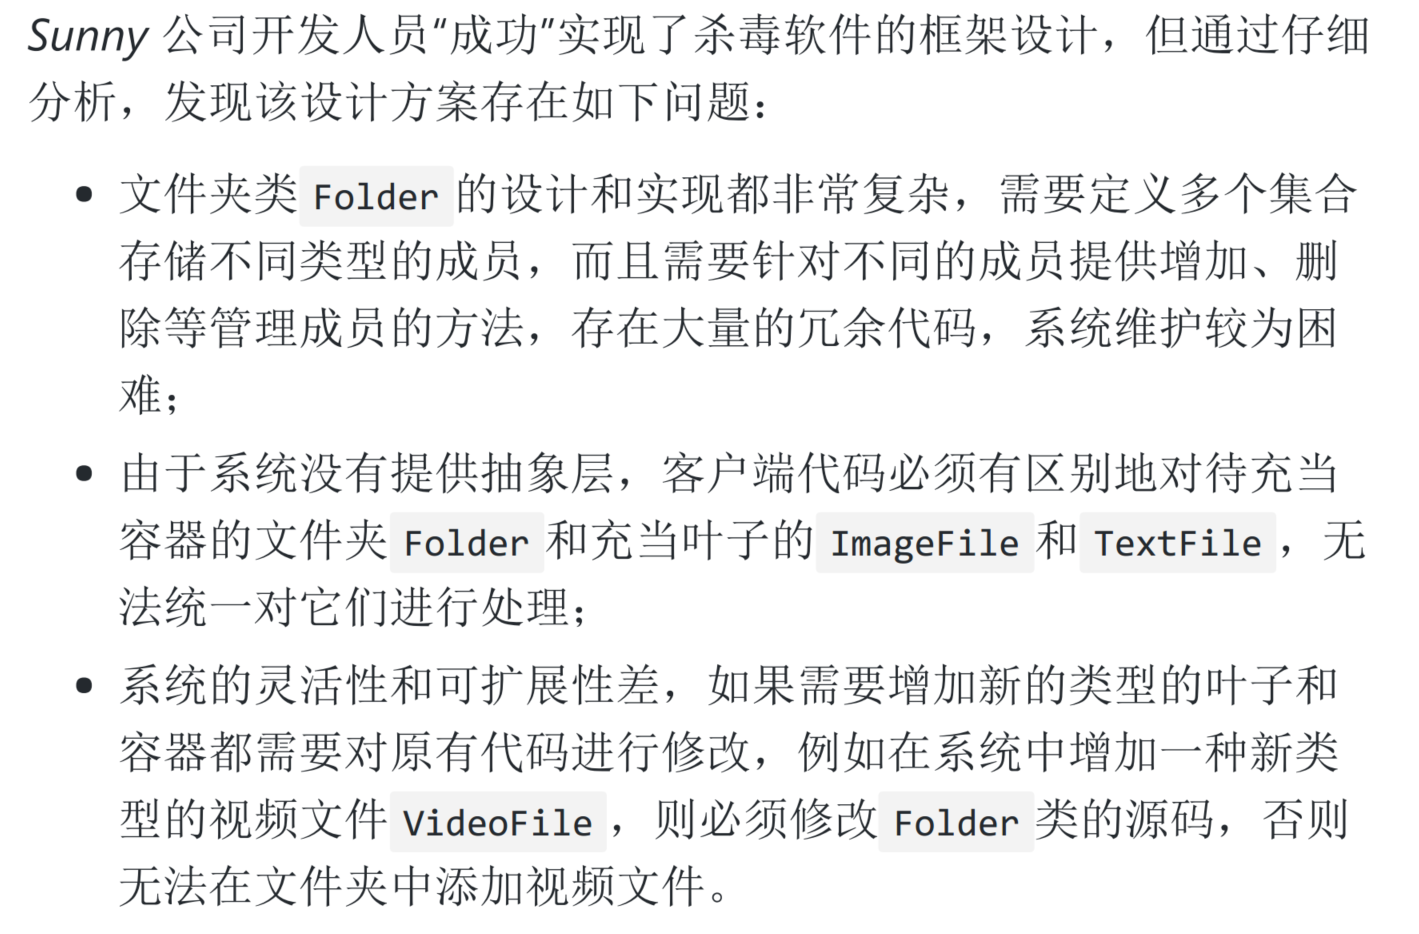 Sunny 公司开发人员“成功”实现了杀毒软件的框架设计，但通过仔细
分析，发现该设计方案存在如下问题：
• 文件夹类 Folder 的设计和实现都非常复杂，需要定义多个集合
存储不同类型的成员，而且需要针对不同的成员提供增加、删
除等管理成员的方法，存在大量的冗余代码，系统维护较为困
难；
• 由于系统没有提供抽象层，客户端代码必须有区别地对待充当
容器的文件夹 Folder 和充当叶子的 ImageFile 和 TextFile ，无
法统一对它们进行处理；
• 系统的灵活性和可扩展性差，如果需要增加新的类型的叶子和
容器都需要对原有代码进行修改，例如在系统中增加一种新类
型的视频文件 VideoFile ，则必须修改 Folder 类的源码，否则
无法在文件夹中添加视频文件。